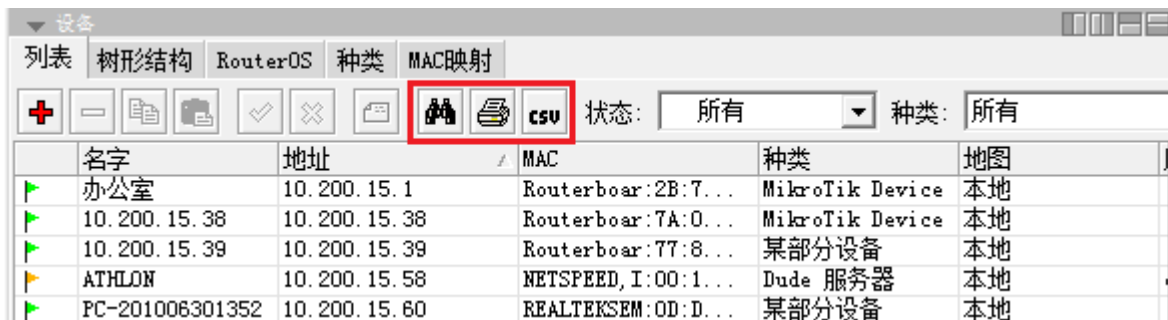 设备
列表 树形结构 RouterOS 种类 MAC映射
csv 状态: 所有 种类: 所有
名字 地址 MAC 种类 地图
办公室 10.200.15.1 Routerboar:2B:7... MikroTik Device 本地
10.200.15.38 10.200.15.38 Routerboar:7A:0... MikroTik Device 本地
10.200.15.39 10.200.15.39 Routerboar:77:8... 某部分设备 本地
ATHLON 10.200.15.58 NETSPEED,I:00:1... Dude 服务器 本地
PC-201006301352 10.200.15.60 REALTEKSEM:0D:D... 某部分设备 本地